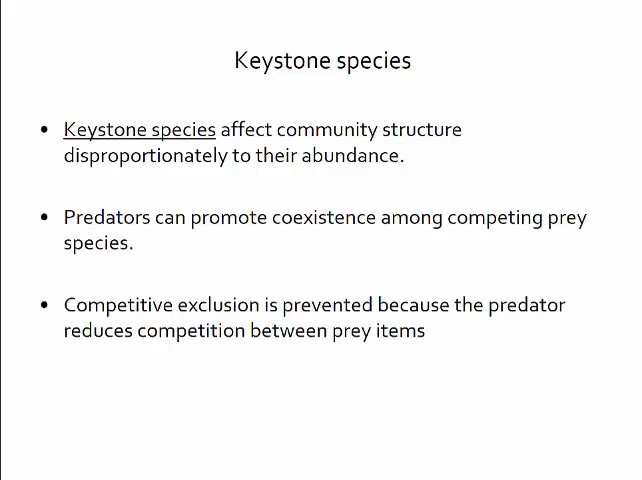 Keystone species
• Keystone species affect community structure
disproportionately to their abundance.
• Predators can promote coexistence among competing prey
species.
• Competitive exclusion is prevented because the predator
reduces competition between prey items